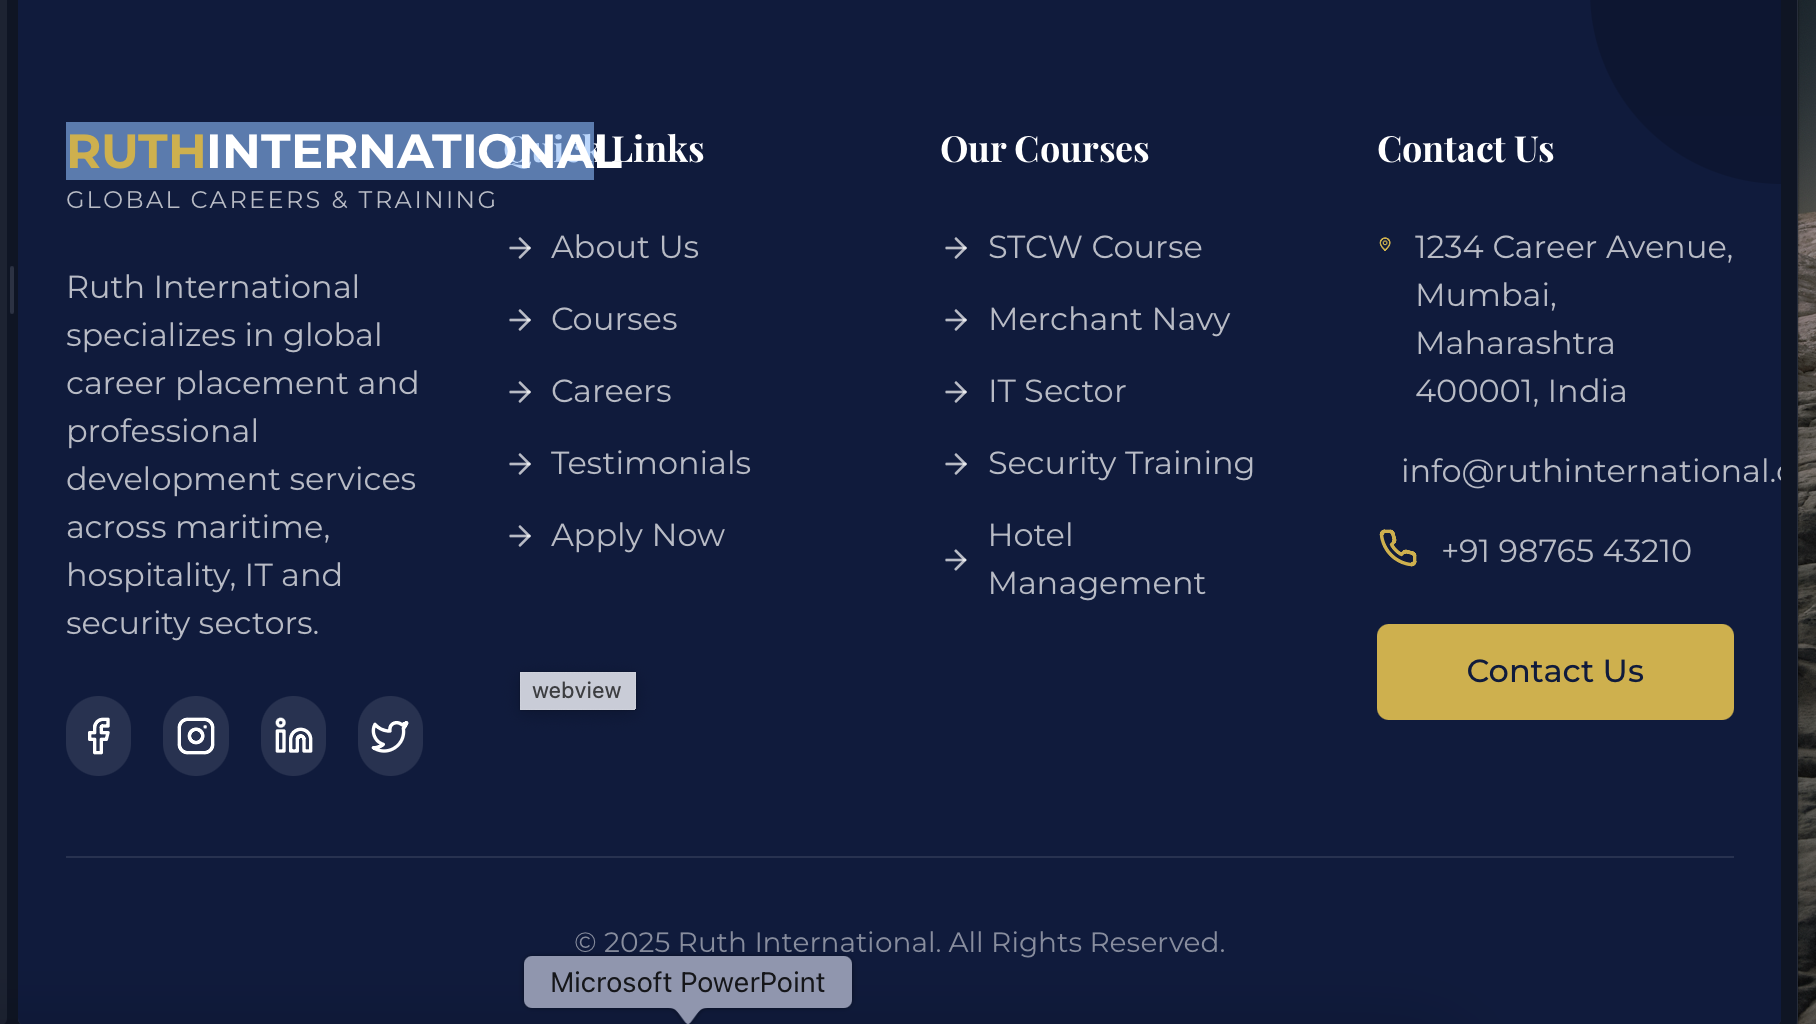 RUTHINTERNATIONAL
GLOBAL CAREERS & TRAINING
Ruth International
specializes in global
career placement and
professional
development services
across maritime,
hospitality, IT and
security sectors.
Quick Links
About Us
Courses
Careers
Testimonials
Apply Now
webview
Our Courses
STCW Course
Merchant Navy
IT Sector
Security Training
Hotel
Management
Contact Us
1234 Career Avenue,
Mumbai,
Maharashtra
400001, India
info@ruthinternational.
+91 98765 43210
Contact Us
© 2025 Ruth International. All Rights Reserved.
Microsoft PowerPoint